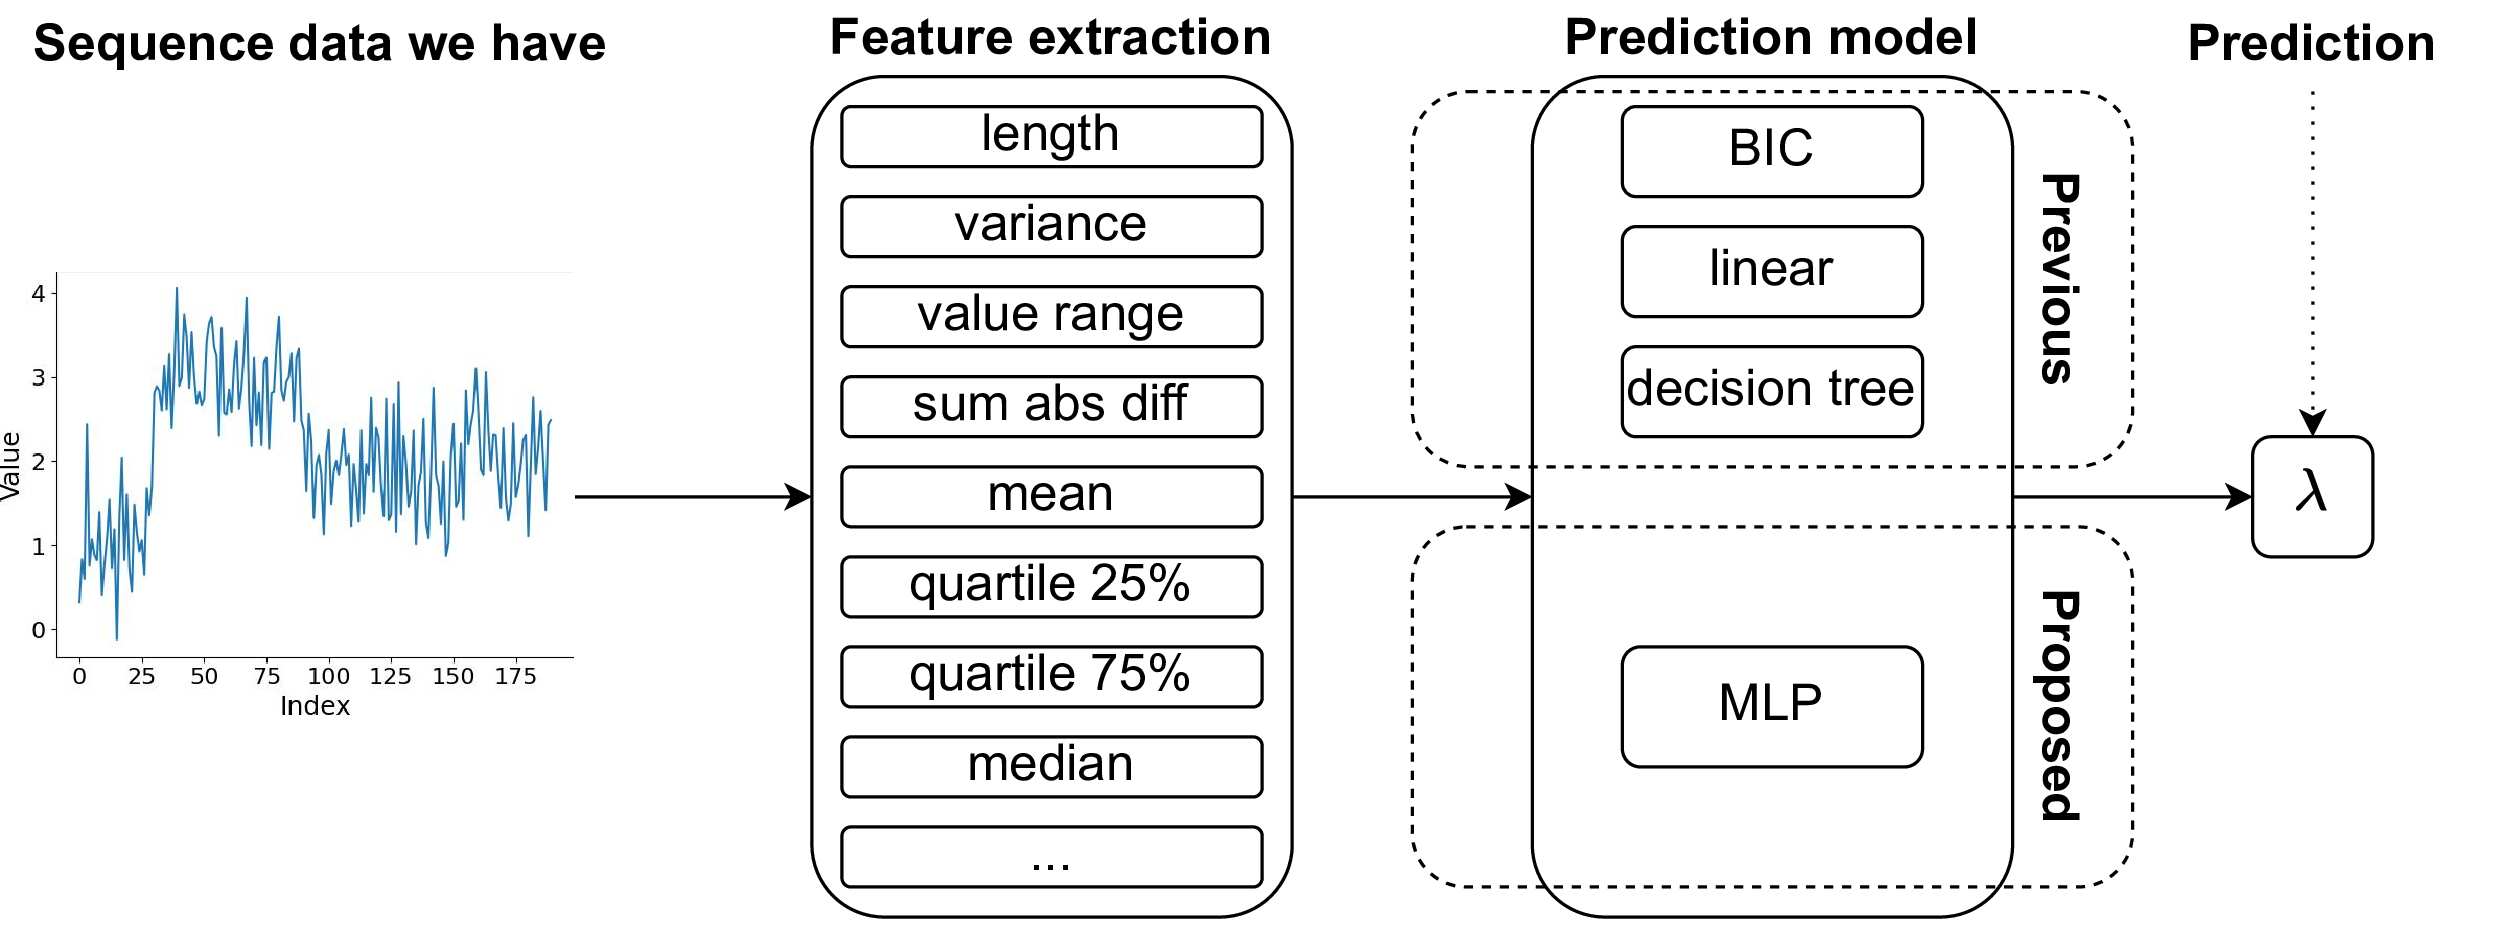 Sequence data we have
Value
4
3
2
1
0
0 25 50 75 100 125 150 175
Index
Feature extraction
length
variance
value range
sum abs diff
mean
quartile 25%
quartile 75%
median
...
Prediction model
BIC
linear
decision tree
Previous
MLP
Proposed
Prediction
λ